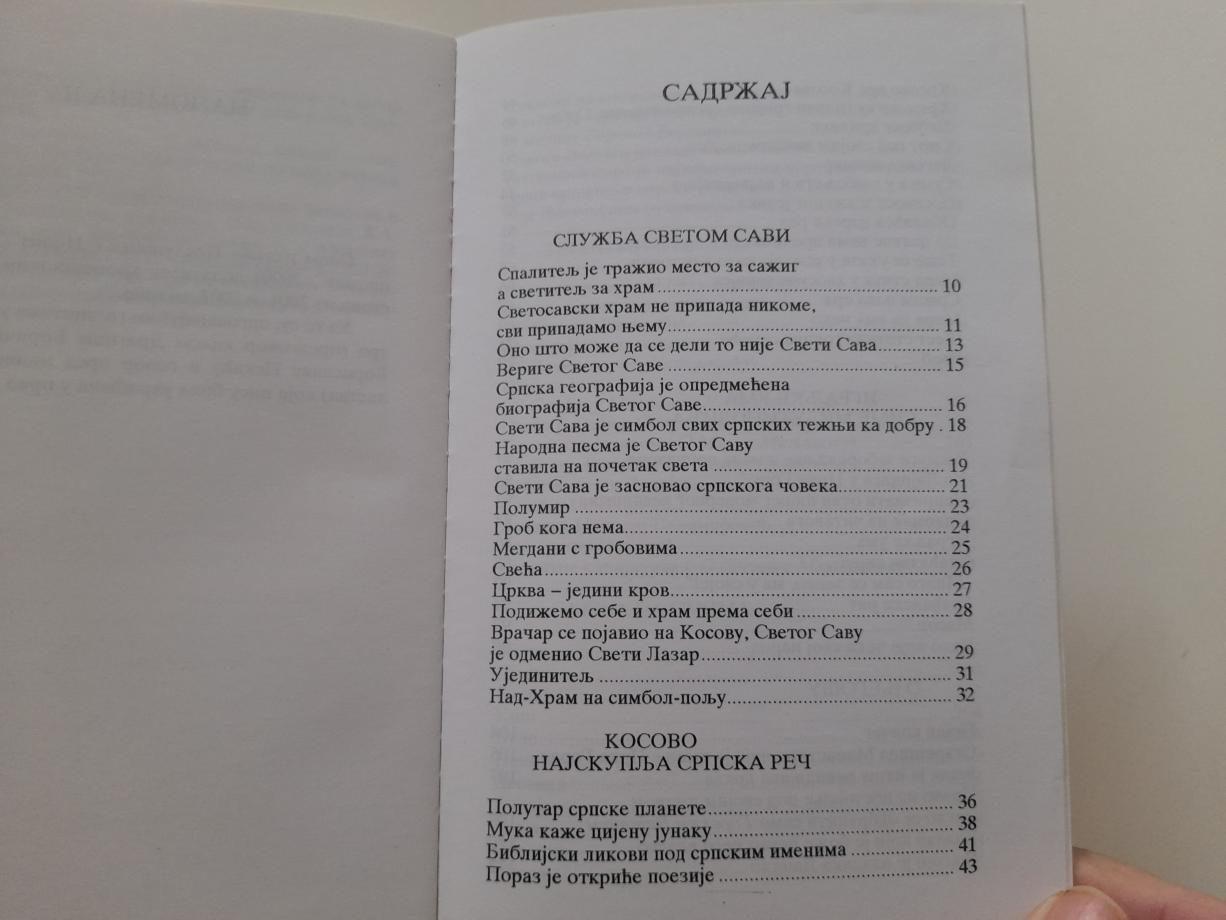 САДРЖАЈ
СЛУЖБА СВЕТОМ САВИ
Спалитељ је тражио место за сажиг
а светитељ за храм ........................................................ 10
Светосавски храм не припада никоме,
сви припадамо њему...................................................... 11
Оно што може да се дели то није Свети Сава............ 13
Вериге Светог Саве ...................................................... 15
Српска географија је опредмећена
биографија Светог Саве................................................ 16
Свети Сава је симбол свих српских тежњи ка добру . 18
Народна песма је Светог Саву
ставила на почетак света .............................................. 19
Свети Сава је засновао српскога човека...................... 21
Полумир ........................................................................ 23
Гроб кога нема............................................................... 24
Мегдани с гробовима.................................................... 25
Свећа.............................................................................. 26
Црква – једини кров...................................................... 27
Подижемо себе и храм према себи.............................. 28
Врачар се појавио на Косову, Светог Саву
је одменио Свети Лазар................................................ 29
Ујединитељ ................................................................... 31
Над-Храм на симбол-пољу........................................... 32
КОСОВО
НАЈСКУПЉА СРПСКА РЕЧ
Полутар српске планете................................................ 36
Мука каже цијену јунаку.............................................. 38
Библијски ликови под српским именима ................... 41
Пораз је откриће поезије .............................................. 43